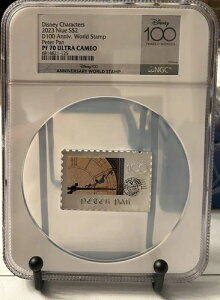 Disney Characters
2023 Niue S$2
D100 Anniv. World Stamp
Peter Pan
PF 70 ULTRA CAMEO
Disney
100
NGC
ANNIVERSARY WORLD STAMP
PETER PAN